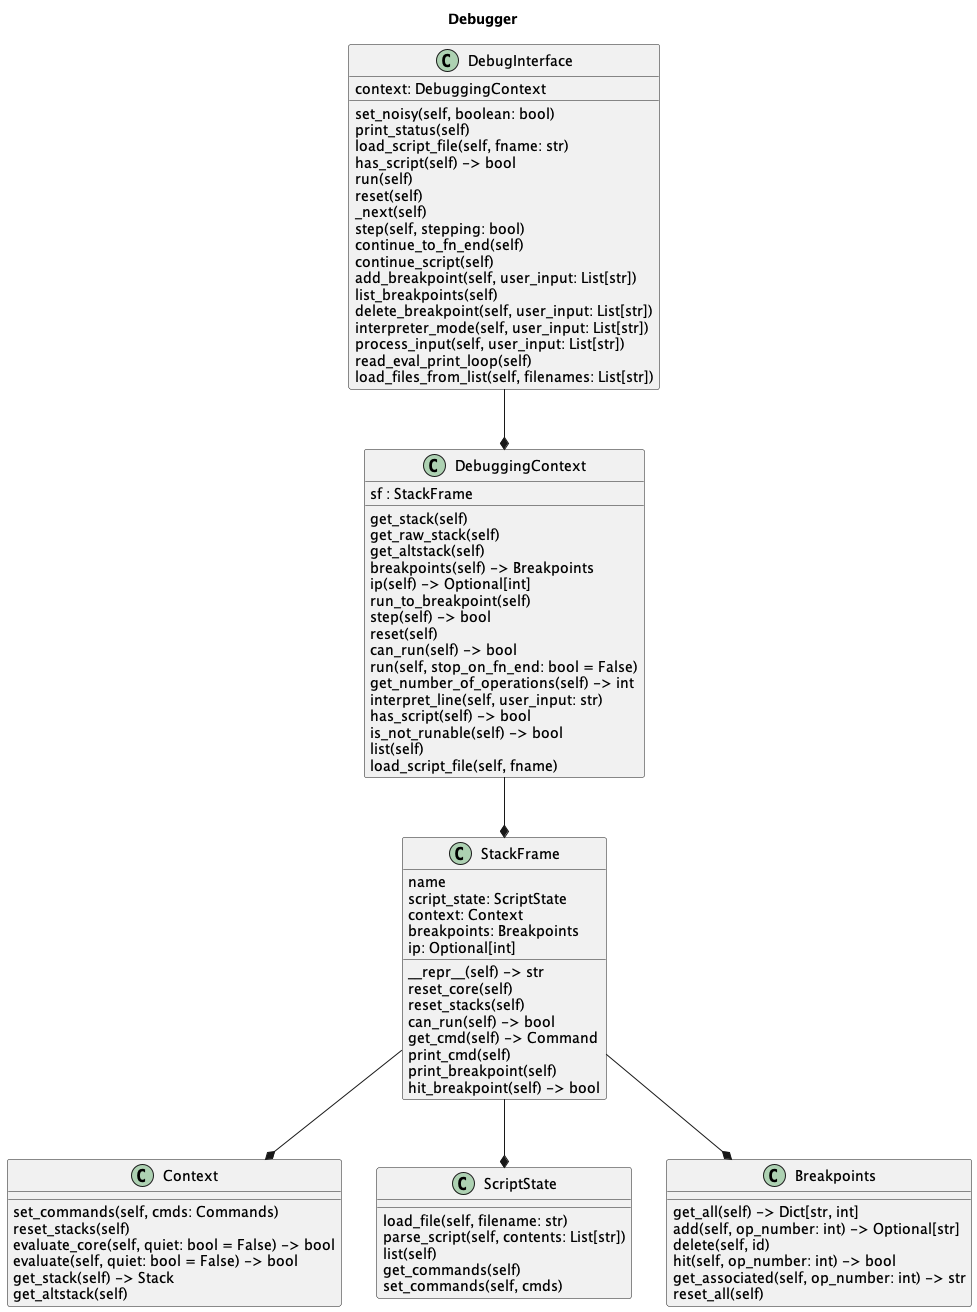 Debugger
C DebugInterface
context: DebuggingContext
set_noisy(self, boolean: bool)
print_status(self)
load_script_file(self, fname: str)
has_script(self) -> bool
run(self)
reset(self)
_next(self)
step(self, stepping: bool)
continue_to_fn_end(self)
continue_script(self)
add_breakpoint(self, user_input: List[str])
list_breakpoints(self)
delete_breakpoint(self, user_input: List[str])
interpreter_mode(self, user_input: List[str])
process_input(self, user_input: List[str])
read_eval_print_loop(self)
load_files_from_list(self, filenames: List[str])
C DebuggingContext
sf : StackFrame
get_stack(self)
get_raw_stack(self)
get_altstack(self)
breakpoints(self) -> Breakpoints
ip(self) -> Optional[int]
run_to_breakpoint(self)
step(self) -> bool
reset(self)
can_run(self) -> bool
run(self, stop_on_fn_end: bool = False)
get_number_of_operations(self) -> int
interpret_line(self, user_input: str)
has_script(self) -> bool
is_not_runable(self) -> bool
list(self)
load_script_file(self, fname)
C StackFrame
name
script_state: ScriptState
context: Context
breakpoints: Breakpoints
ip: Optional[int]
__repr__(self) -> str
reset_core(self)
reset_stacks(self)
can_run(self) -> bool
get_cmd(self) -> Command
print_cmd(self)
print_breakpoint(self)
hit_breakpoint(self) -> bool
C Context
set_commands(self, cmds: Commands)
reset_stacks(self)
evaluate_core(self, quiet: bool = False) -> bool
evaluate(self, quiet: bool = False) -> bool
get_stack(self) -> Stack
get_altstack(self)
C ScriptState
load_file(self, filename: str)
parse_script(self, contents: List[str])
list(self)
get_commands(self)
set_commands(self, cmds)
C Breakpoints
get_all(self) -> Dict[str, int]
add(self, op_number: int) -> Optional[str]
delete(self, id)
hit(self, op_number: int) -> bool
get_associated(self, op_number: int) -> str
reset_all(self)